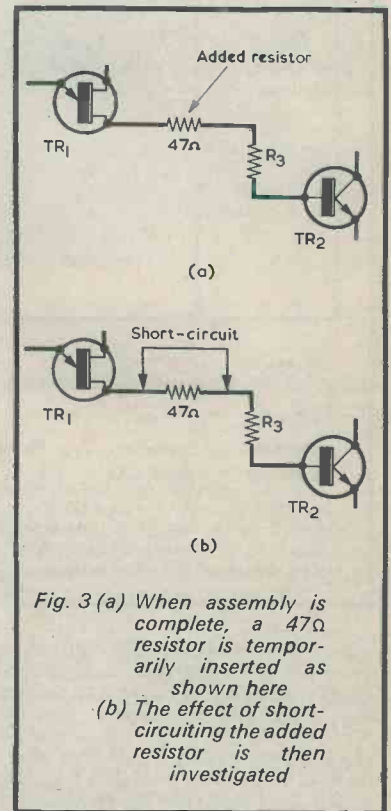 Added resistor
TR1
47Ω
R3
TR2
(a)
Short-circuit
TR1
47Ω
R3
TR2
(b)
Fig. 3 (a) When assembly is
complete, a 47Ω
resistor is tempor-
arily inserted as
shown here
(b) The effect of short-
circuiting the added
resistor is then
investigated